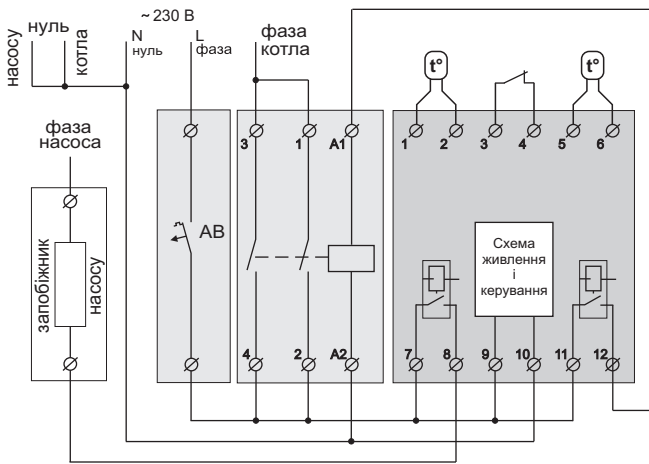 ~ 230 В
нуль
насосу
котла
N
нуль
L
фаза
фаза
котла
t°
t°
фаза
насоса
3
1
A1
1
2
3
4
5
6
АВ
запобіжник
насосу
Схема
живлення
і
керування
4
2
A2
7
8
9
10
11
12